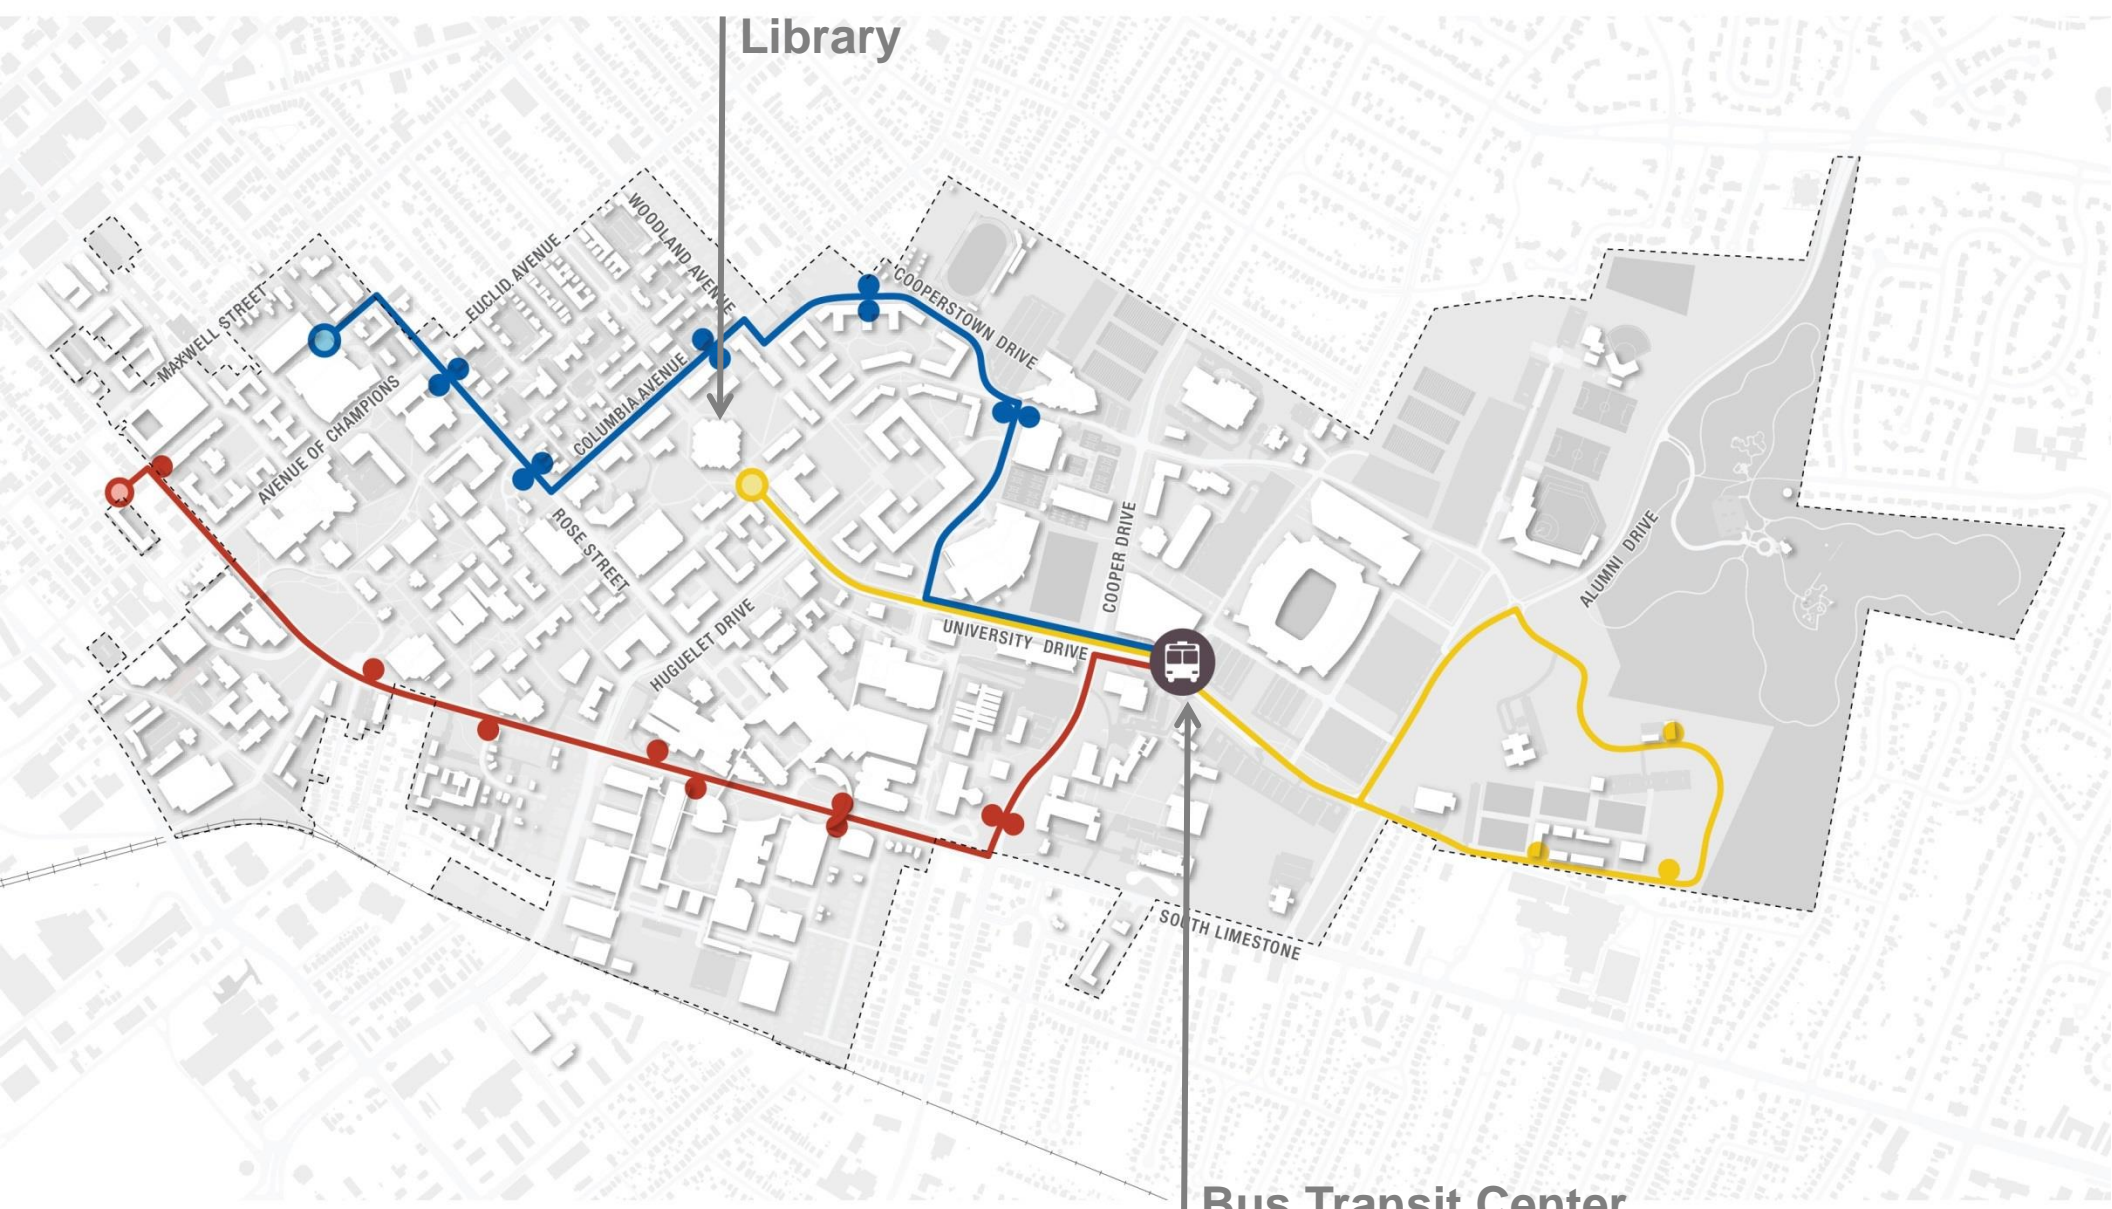 Library
WOODLAND AVENUE
EUCLID AVENUE
COOPERSTOWN DRIVE
MAXWELL STREET
COLUMBIA AVENUE
AVENUE OF CHAMPIONS
ROSE STREET
COOPER DRIVE
ALUMNI DRIVE
HUGUELET DRIVE
UNIVERSITY DRIVE
SOUTH LIMESTONE
Bus Transit Center